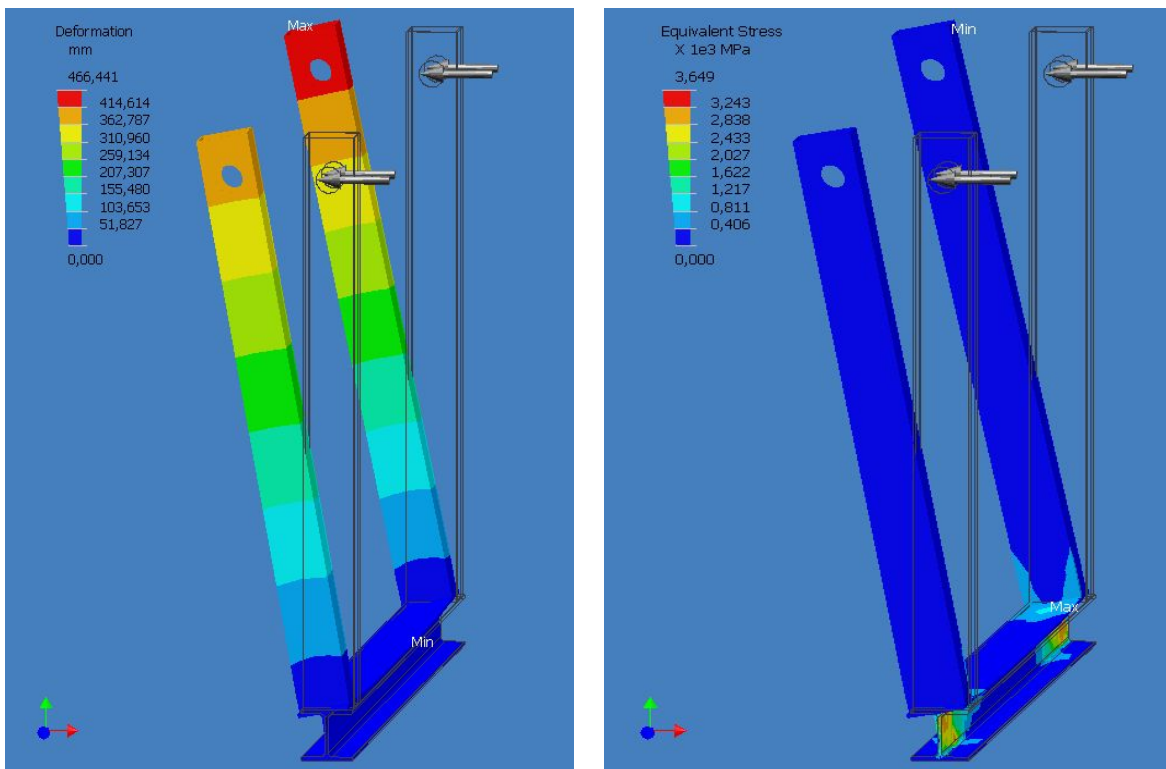 Deformation
mm
466,441
414,614
362,787
310,960
259,134
207,307
155,480
103,653
51,827
0,000
Max
Min
Equivalent Stress
X 1e3 MPa
3,649
3,243
2,838
2,433
2,027
1,622
1,217
0,811
0,406
0,000
Min
Max